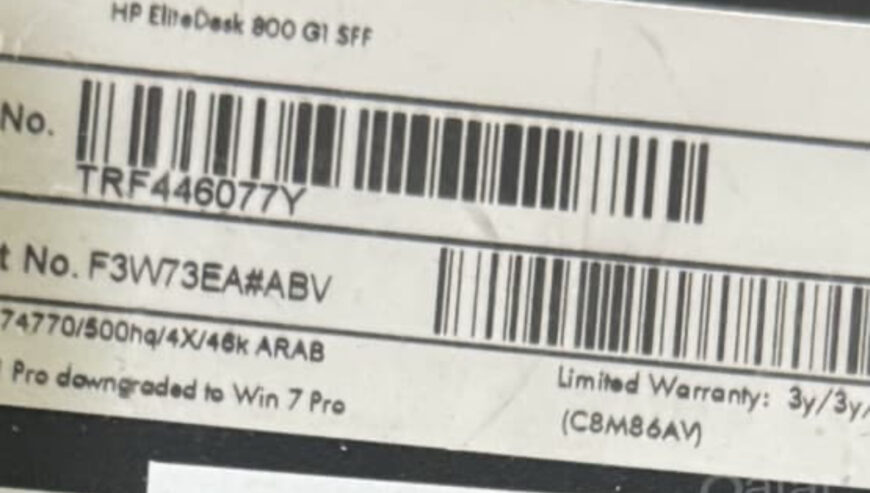 HP EliteDesk 800 G1 SFF
No.
TRF446077Y
t No. F3W73EA#ABV
74770/500hq/4X/46k ARAB
Pro downgraded to Win 7 Pro
Limited Warranty: 3y/3y/
(C8M86AV)